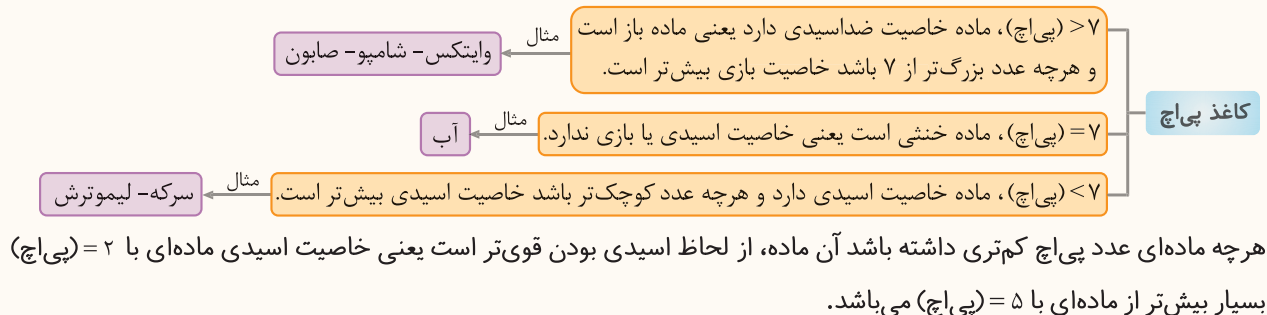 کاغذ پی‌اچ
۷< (پی‌اچ)، ماده خاصیت ضداسیدی دارد یعنی ماده باز است
و هرچه عدد بزرگ‌تر از ۷ باشد خاصیت بازی بیش‌تر است.
مثال
وایتکس- شامپو- صابون
۷= (پی‌اچ)، ماده خنثی است یعنی خاصیت اسیدی یا بازی ندارد.
مثال
آب
۷> (پی‌اچ)، ماده خاصیت اسیدی دارد و هرچه عدد کوچک‌تر باشد خاصیت اسیدی بیش‌تر است.
مثال
سرکه- لیموترش
هرچه ماده‌ای عدد پی‌اچ کم‌تری داشته باشد آن ماده، از لحاظ اسیدی بودن قوی‌تر است یعنی خاصیت اسیدی ماده‌ای با ۲ = (پی‌اچ)
بسیار بیش‌تر از ماده‌ای با ۵ = (پی‌اچ) می‌باشد.